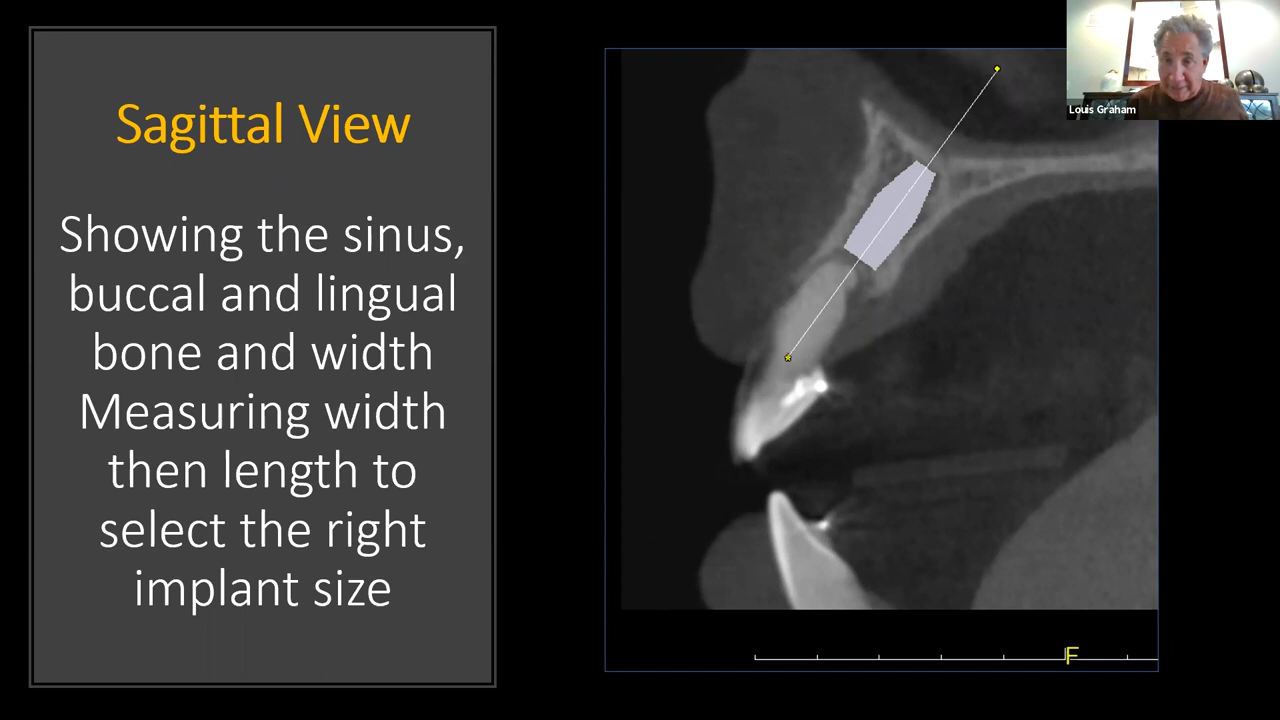 Sagittal View
Showing the sinus,
buccal and lingual
bone and width
Measuring width
then length to
select the right
implant size
Louis Graham
F